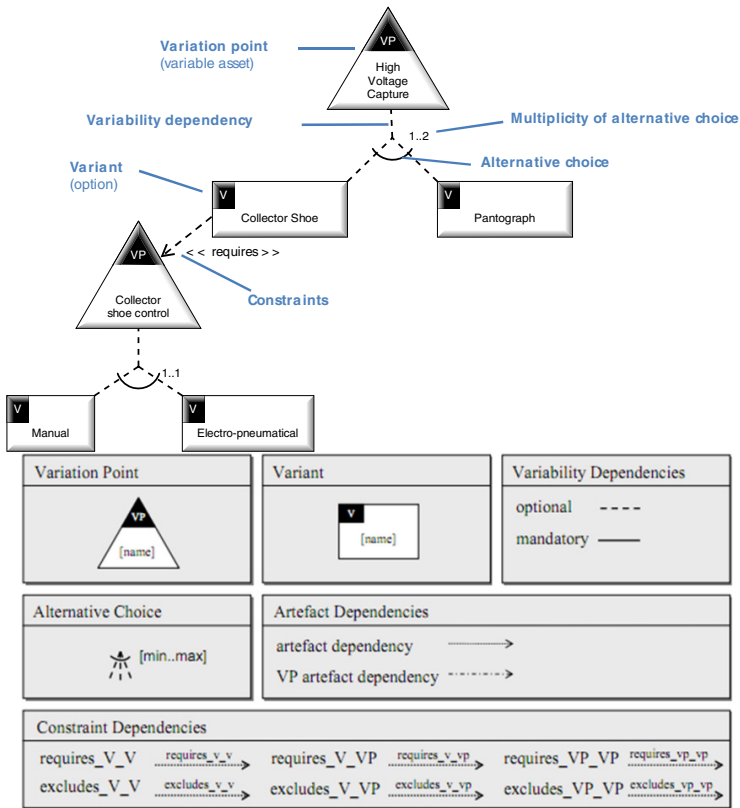 VP
High
Voltage
Capture
Variation point
(variable asset)
Variability dependency
1..2
Multiplicity of alternative choice
Alternative choice
Variant
(option)
V
Collector Shoe
V
Pantograph
VP
Collector
shoe control
<< requires >>
Constraints
1..1
V
Manual
V
Electro-pneumatical
Variation Point
VP
[name]
Variant
V
[name]
Variability Dependencies
optional
mandatory
Alternative Choice
[min..max]
Artefact Dependencies
artefact dependency
VP artefact dependency
Constraint Dependencies
requires_V_V requires_v_v requires_V_VP requires_v_vp requires_VP_VP requires_vp_vp
excludes_V_V excludes_v_v excludes_V_VP excludes_v_vp excludes_VP_VP excludes_vp_vp